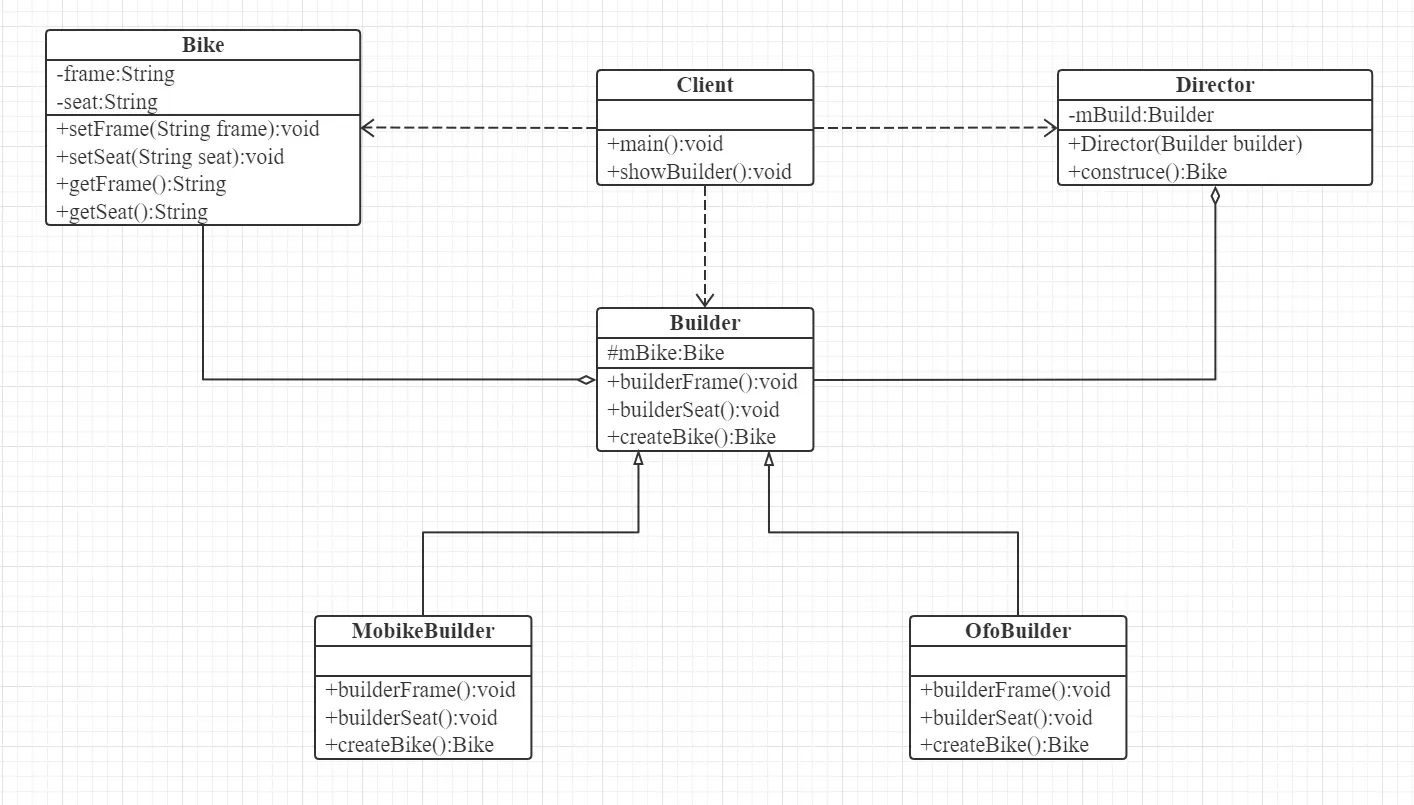 Bike
-frame:String
-seat:String
+setFrame(String frame):void
+setSeat(String seat):void
+getFrame():String
+getSeat():String
Client
+main():void
+showBuilder():void
Director
-mBuild:Builder
+Director(Builder builder)
+construce():Bike
Builder
#mBike:Bike
+builderFrame():void
+builderSeat():void
+createBike():Bike
MobikeBuilder
+builderFrame():void
+builderSeat():void
+createBike():Bike
OfoBuilder
+builderFrame():void
+builderSeat():void
+createBike():Bike